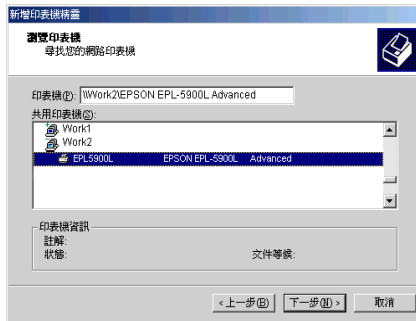 新增印表機精靈
瀏覽印表機
尋找您的網路印表機
印表機(P): \\Work2\EPSON EPL-5900L Advanced
共用印表機(S):
Work1
Work2
EPL5900L EPSON EPL-5900L Advanced
印表機資訊
註解:
狀態: 文件等候:
<上一步(B) 下一步(N)> 取消